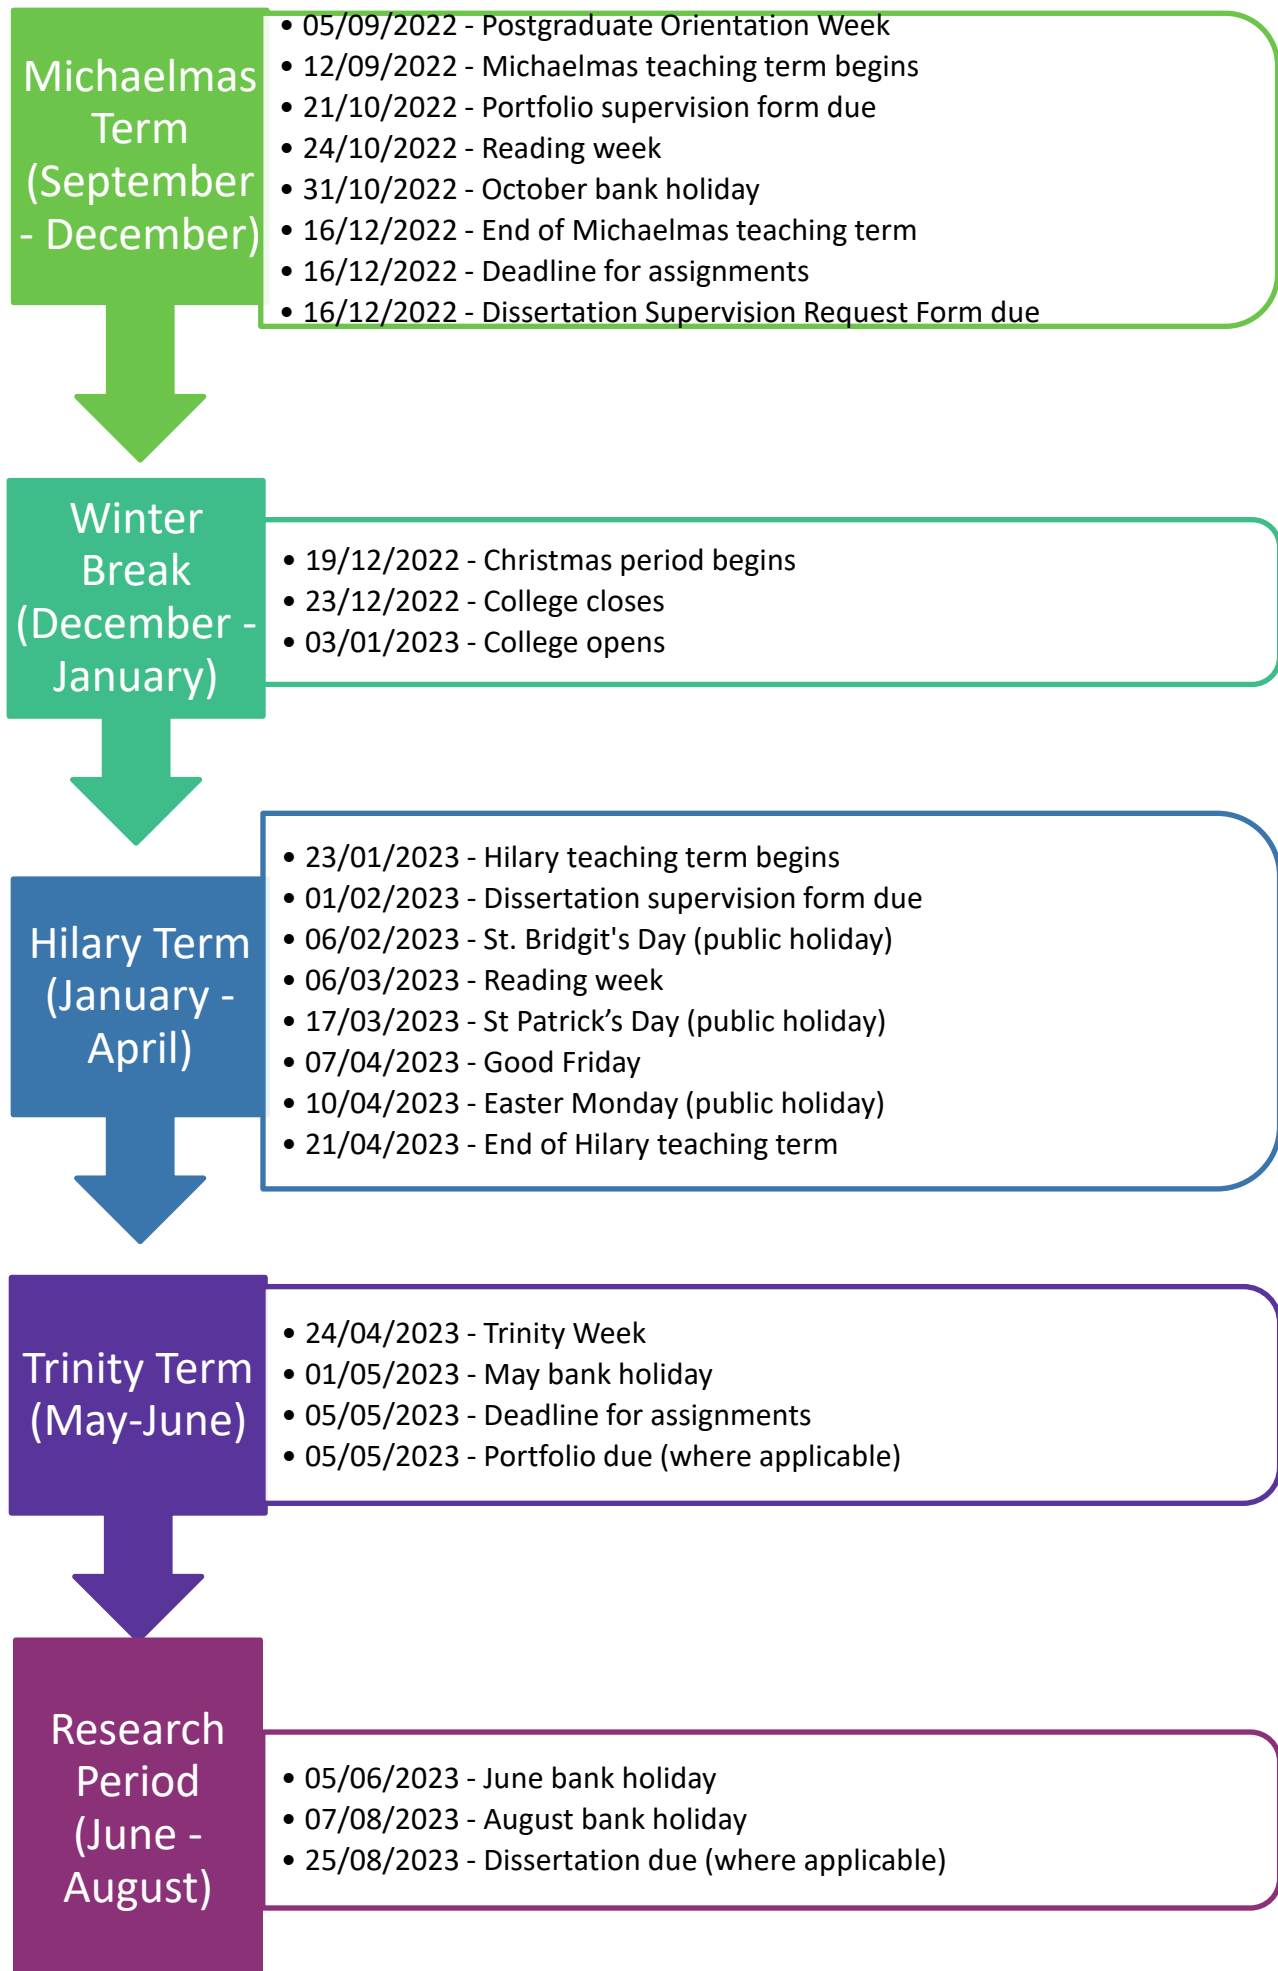 Michaelmas
Term
(September
- December)
• 05/09/2022 - Postgraduate Orientation Week
• 12/09/2022 - Michaelmas teaching term begins
• 21/10/2022 - Portfolio supervision form due
• 24/10/2022 - Reading week
• 31/10/2022 - October bank holiday
• 16/12/2022 - End of Michaelmas teaching term
• 16/12/2022 - Deadline for assignments
• 16/12/2022 - Dissertation Supervision Request Form due
Winter
Break
(December -
January)
• 19/12/2022 - Christmas period begins
• 23/12/2022 - College closes
• 03/01/2023 - College opens
Hilary Term
(January -
April)
• 23/01/2023 - Hilary teaching term begins
• 01/02/2023 - Dissertation supervision form due
• 06/02/2023 - St. Bridgit's Day (public holiday)
• 06/03/2023 - Reading week
• 17/03/2023 - St Patrick’s Day (public holiday)
• 07/04/2023 - Good Friday
• 10/04/2023 - Easter Monday (public holiday)
• 21/04/2023 - End of Hilary teaching term
Trinity Term
(May-June)
• 24/04/2023 - Trinity Week
• 01/05/2023 - May bank holiday
• 05/05/2023 - Deadline for assignments
• 05/05/2023 - Portfolio due (where applicable)
Research
Period
(June -
August)
• 05/06/2023 - June bank holiday
• 07/08/2023 - August bank holiday
• 25/08/2023 - Dissertation due (where applicable)